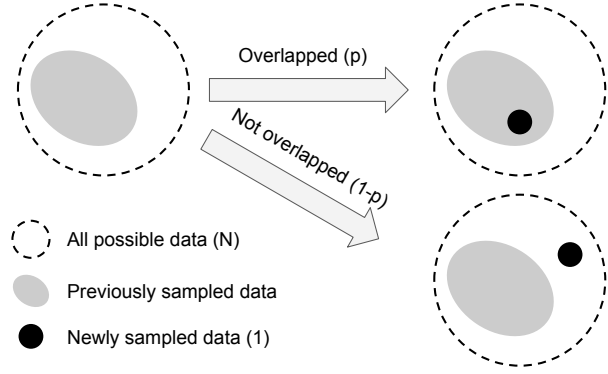 Overlapped (p)
Not overlapped (1-p)
All possible data (N)
Previously sampled data
Newly sampled data (1)